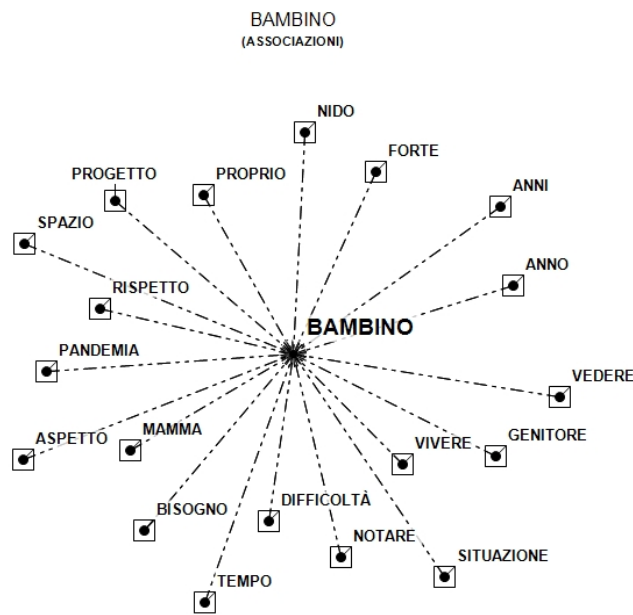 BAMBINO
(ASSOCIAZIONI)
NIDO
FORTE
PROGETTO
PROPRIO
ANNI
SPAZIO
ANNO
RISPETTO
BAMBINO
PANDEMIA
VEDERE
MAMMA
VIVERE
GENITORE
ASPETTO
BISOGNO
DIFFICOLTÀ
NOTARE
SITUAZIONE
TEMPO